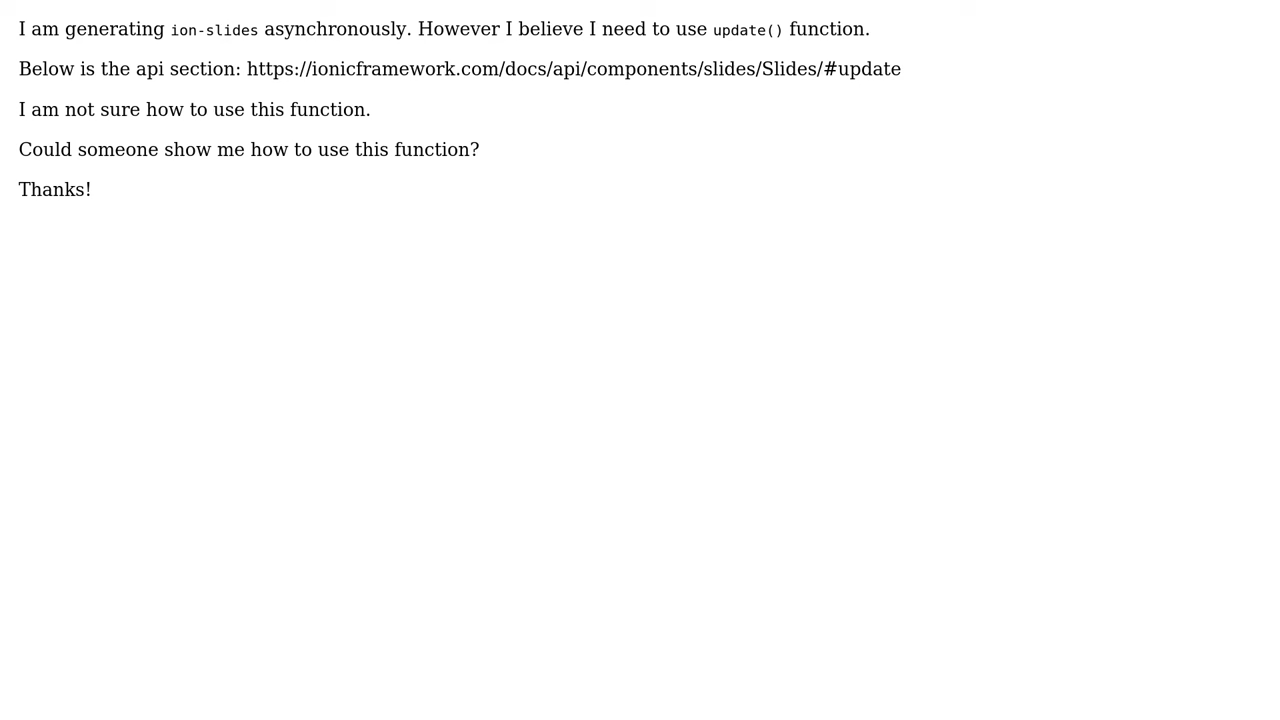 I am generating ion-slides asynchronously. However I believe I need to use update() function.
Below is the api section: https://ionicframework.com/docs/api/components/slides/Slides/#update
I am not sure how to use this function.
Could someone show me how to use this function?
Thanks!